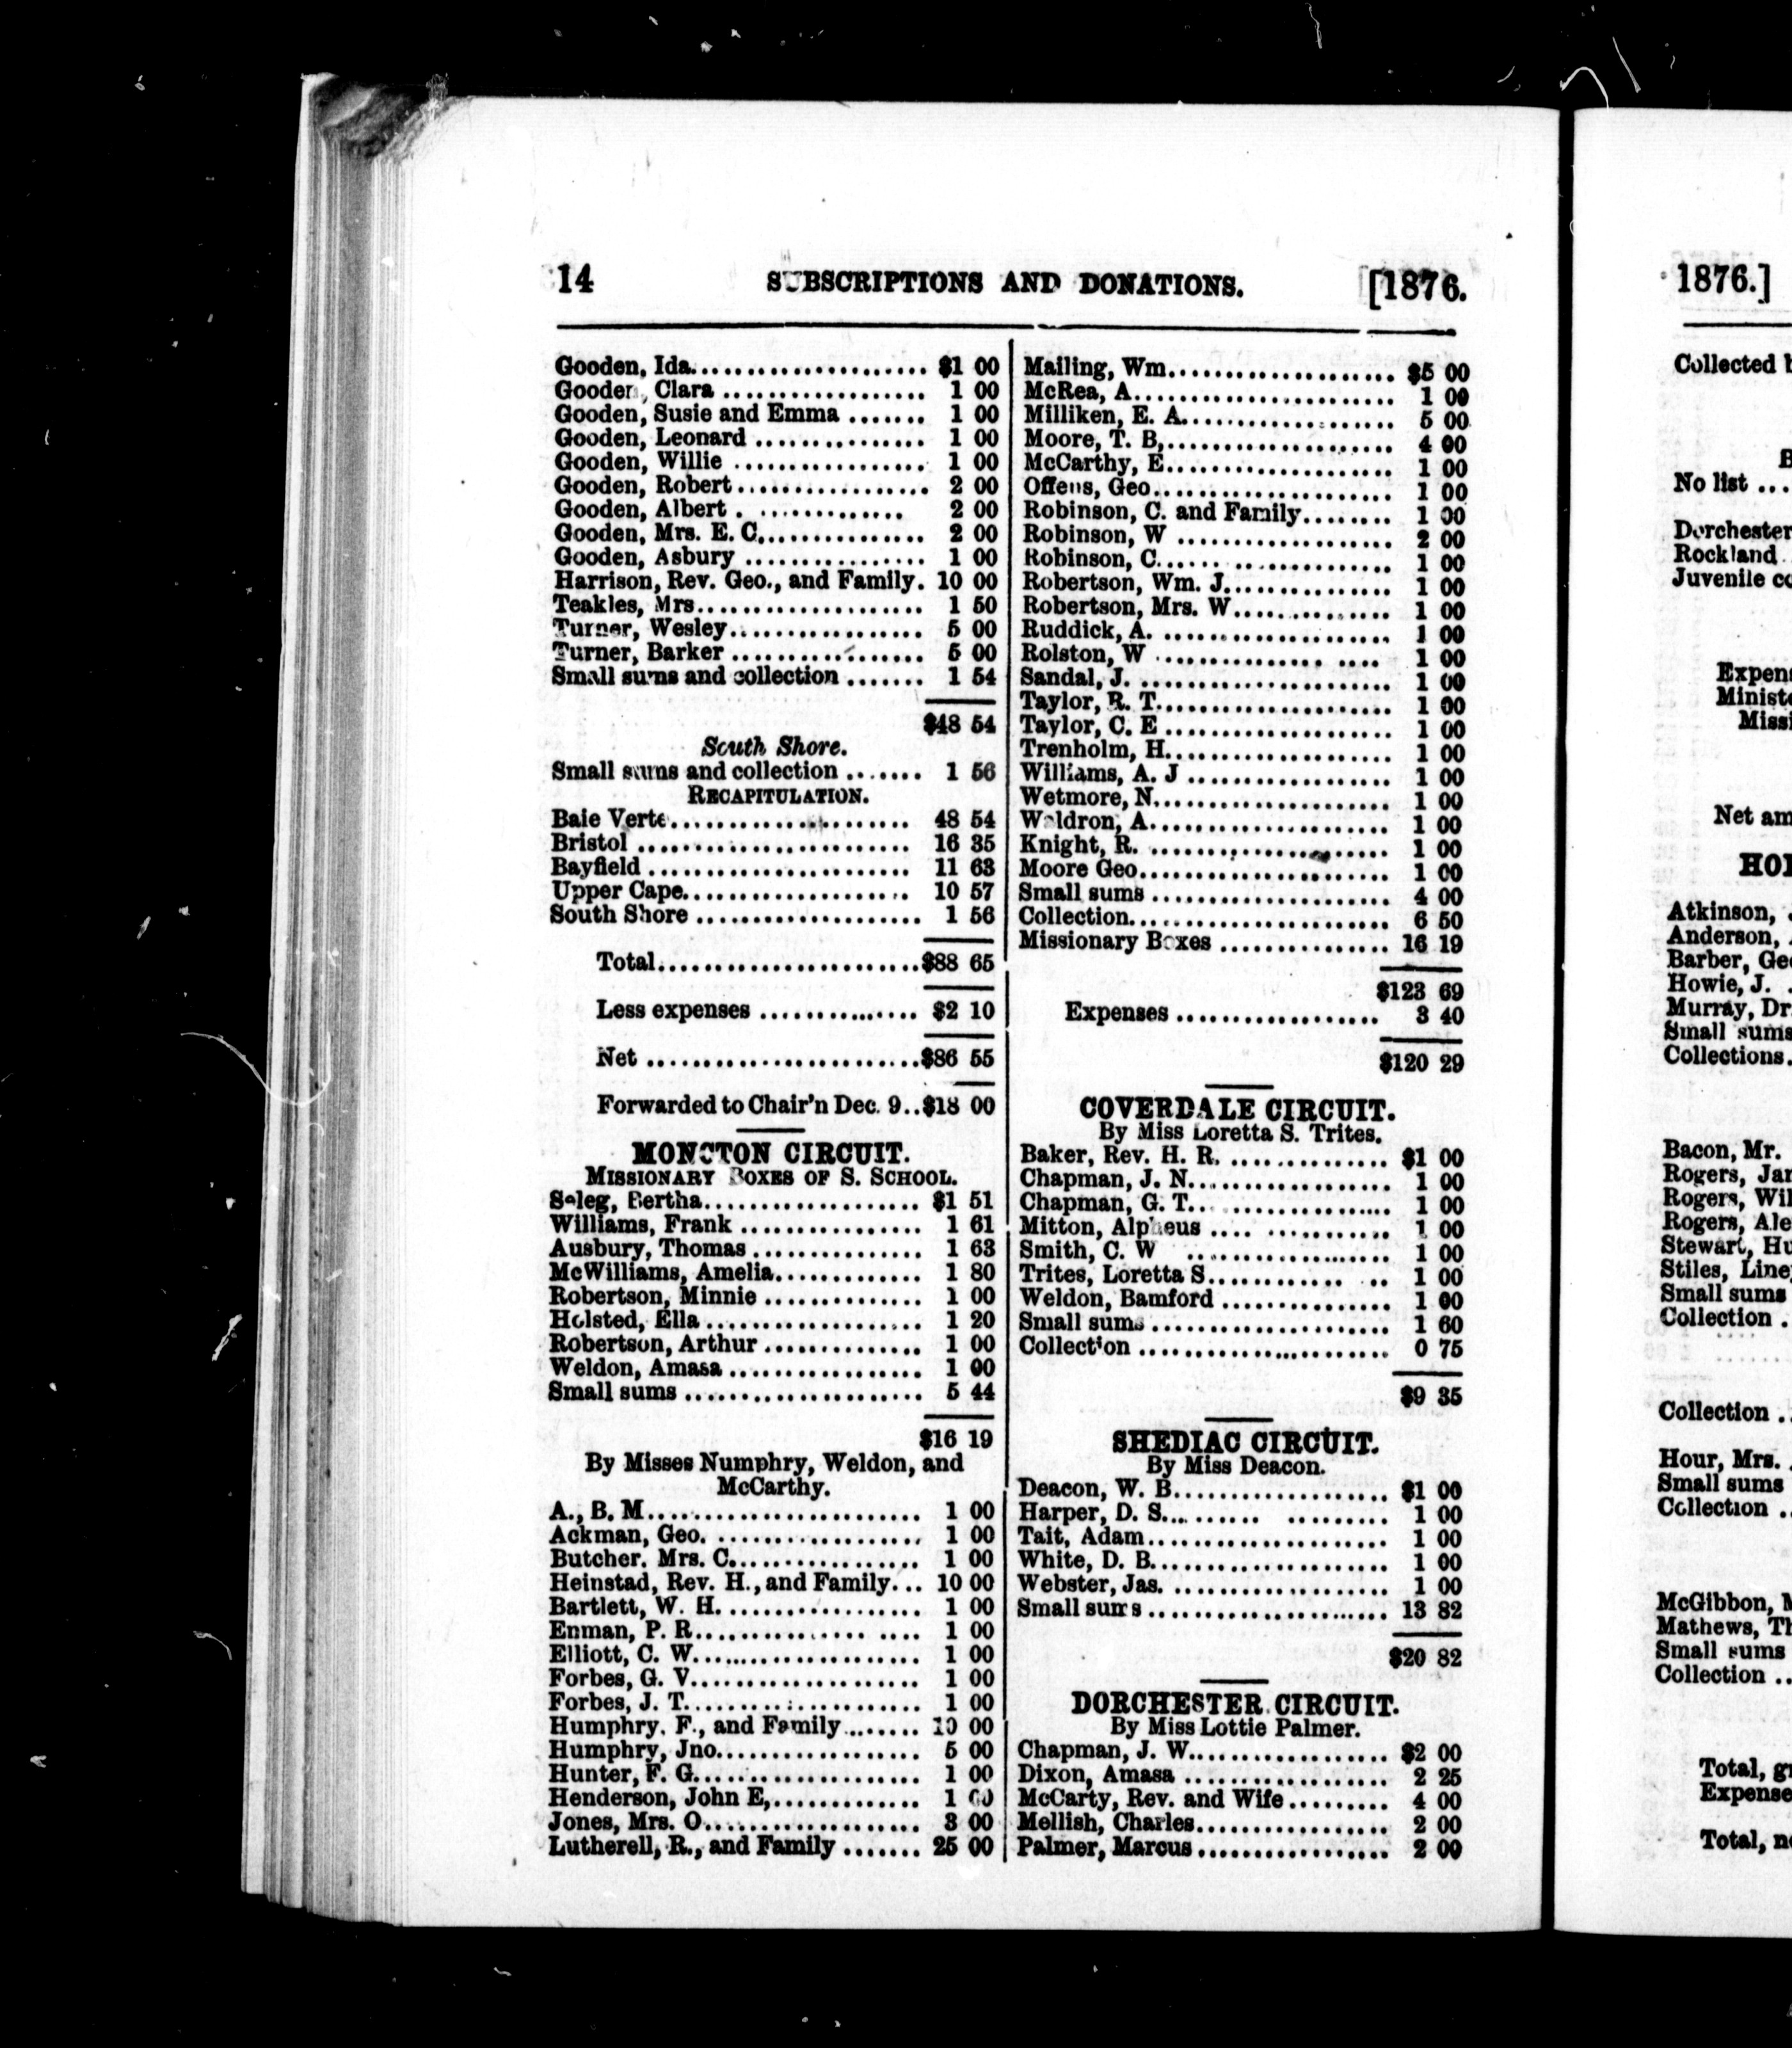 14 SUBSCRIPTIONS AND DONATIONS. [1876.
Gooden, Ida..................... $1 00
Gooden, Clara .................. 1 00
Gooden, Susie and Emma ....... 1 00
Gooden, Leonard ............... 1 00
Gooden, Willie ................. 1 00
Gooden, Robert................. 2 00
Gooden, Albert . ............. 2 00
Gooden, Mrs. E. C............... 2 00
Gooden, Asbury ................ 1 00
Harrison, Rev. Geo., and Family. 10 00
Teakles, Mrs.................... 1 50
Turner, Wesley................. 5 00
Turner, Barker ................. 5 00
Small sums and collection ....... 1 54
$48 54
South Shore.
Small sums and collection ....... 1 56
RECAPITULATION.
Baie Verte..................... 48 54
Bristol ........................ 16 35
Bayfield ....................... 11 63
Upper Cape.................... 10 57
South Shore .................... 1 56
Total.......................$88 65
Less expenses .............. $2 10
Net ........................$86 55
Forwarded to Chair'n Dec. 9..$18 00
MONCTON CIRCUIT.
MISSIONARY BOXES OF S. SCHOOL.
Seleg, Bertha................... $1 51
Williams, Frank ................ 1 61
Ausbury, Thomas ............... 1 63
McWilliams, Amelia............. 1 80
Robertson, Minnie .............. 1 00
Holsted, Ella ................... 1 20
Robertson, Arthur .............. 1 00
Weldon, Amasa ................. 1 00
Small sums ..................... 5 44
$16 19
By Misses Numphry, Weldon, and
McCarthy.
A., B. M........................ 1 00
Ackman, Geo. .................. 1 00
Butcher. Mrs. C................. 1 00
Heinstad, Rev. H., and Family... 10 00
Bartlett, W. H. ................. 1 00
Enman, P. R............... .... 1 00
Elliott, C. W.................... 1 00
Forbes, G. V.................... 1 00
Forbes, J. T..................... 1 00
Humphry. F., and Family ....... 10 00
Humphry, Jno.................. 5 00
Hunter, F. G.................... 1 00
Henderson, John E,............. 1 00
Jones, Mrs. O................... 3 00
Lutherell, R., and Family ....... 25 00
Mailing, Wm.................... $5 00
McRea, A....................... 1 00
Milliken, E. A................... 5 00
Moore, T. B,.................... 4 00
McCarthy, E.................... 1 00
Offens, Geo..................... 1 00
Robinson, C. and Family........ 1 00
Robinson, W ................... 2 00
Robinson, C..................... 1 00
Robertson, Wm. J............... 1 00
Robertson, Mrs. W.............. 1 00
Ruddick, A. .................... 1 00
Rolston, W ............... .... 1 00
Sandal, J. ...................... 1 00
Taylor, R. T..................... 1 00
Taylor, C. E .................... 1 00
Trenholm, H.................... 1 00
Williams, A. J .................. 1 00
Wetmore, N..................... 1 00
Waldron, A..................... 1 00
Knight, R. ..................... 1 00
Moore Geo...................... 1 00
Small sums ..................... 4 00
Collection....................... 6 50
Missionary Boxes ............... 16 19
$123 69
Expenses .................. 3 40
$120 29
COVERDALE CIRCUIT.
By Miss Loretta S. Trites.
Baker, Rev. H. R. .............. $1 00
Chapman, J. N.................. 1 00
Chapman, G. T.................. 1 00
Mitton, Alpheus .... ........... 1 00
Smith, C. W .................. 1 00
Trites, Loretta S............ .. 1 00
Weldon, Bamford ............... 1 00
Small sums ..................... 1 60
Collection ...................... 0 75
$9 35
SHEDIAC CIRCUIT.
By Miss Deacon.
Deacon, W. B................... $1 00
Harper, D. S......... ......... 1 00
Tait, Adam..................... 1 00
White, D. B..................... 1 00
Webster, Jas. ................... 1 00
Small sums ..................... 13 82
$20 82
DORCHESTER CIRCUIT.
By Miss Lottie Palmer.
Chapman, J. W.................. $2 00
Dixon, Amasa .................. 2 25
McCarty, Rev. and Wife......... 4 00
Mellish, Charles................. 2 00
Palmer, Marcus................. 2 00
1876.]
Collected
No list ....
Dorchester
Rockland
Juvenile
Net
Atkinson,
Anderson,
Barber,
Howie, J.
Murray, Dr
Small sums
Collections.
Bacon, Mr.
Rogers,
Rogers,
Rogers,
Stewart,
Stiles,
Small sums
Collection .
Collection ..
Hour, Mrs.
Small sums
Collection ..
McGibbon,
Mathews,
Small sums
Collection ..
Total,
Total,